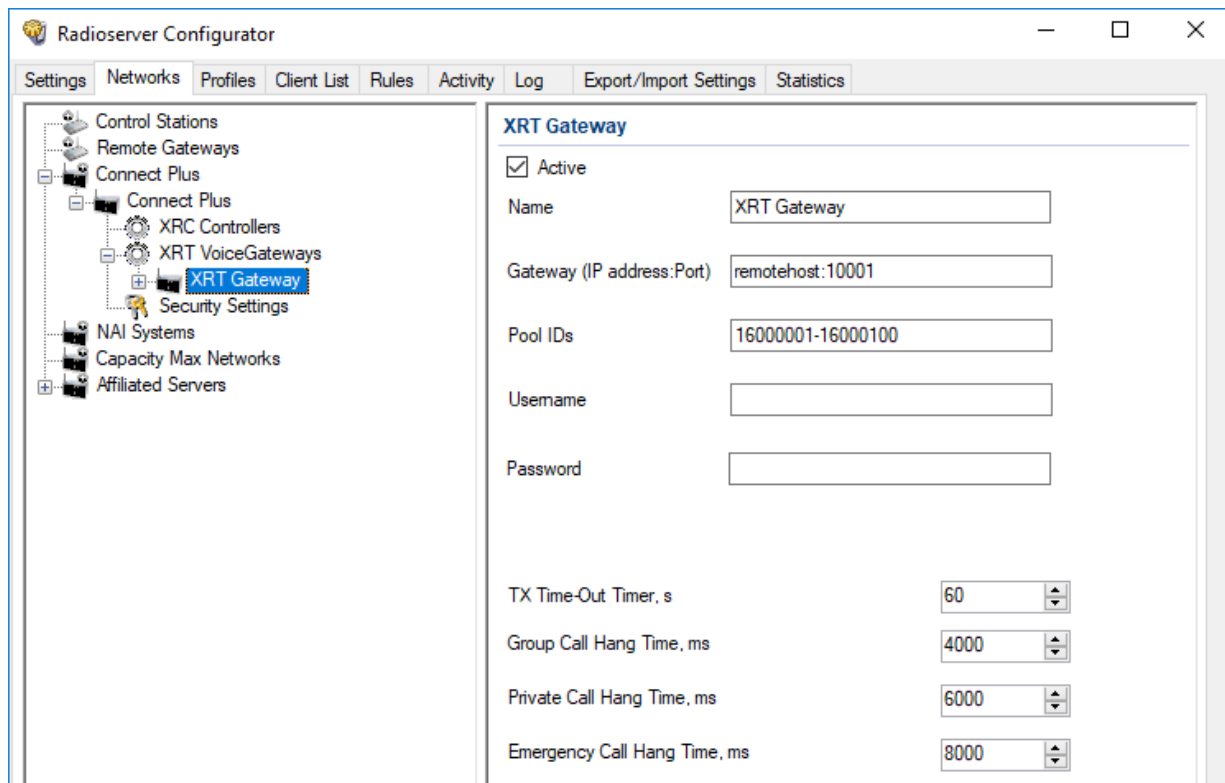 Radioserver Configurator
Settings Networks Profiles Client List Rules Activity Log Export/Import Settings Statistics
Control Stations
Remote Gateways
Connect Plus
Connect Plus
XRC Controllers
XRT VoiceGateways
XRT Gateway
Security Settings
NAI Systems
Capacity Max Networks
Affiliated Servers
XRT Gateway
Active
Name XRT Gateway
Gateway (IP address:Port) remotehost:10001
Pool IDs 16000001-16000100
Username
Password
TX Time-Out Timer, s 60
Group Call Hang Time, ms 4000
Private Call Hang Time, ms 6000
Emergency Call Hang Time, ms 8000